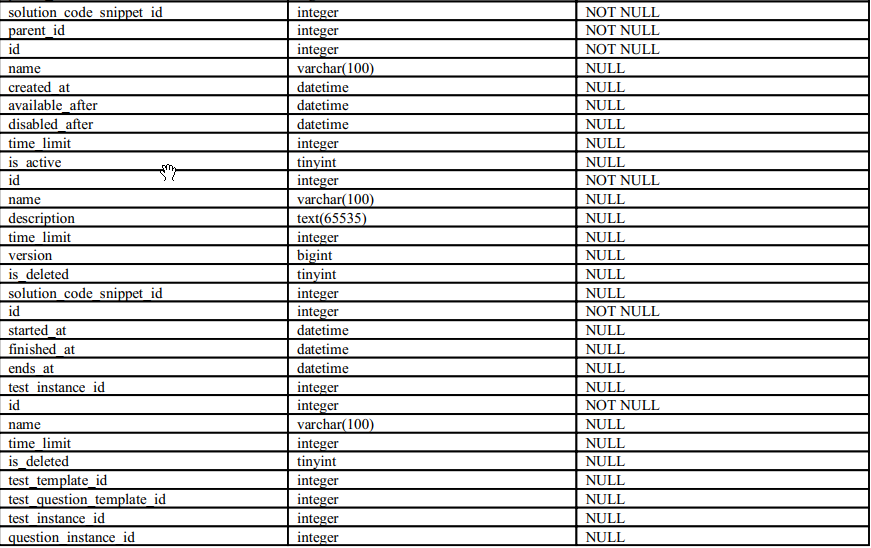 solution_code_snippet_id integer NOT NULL
parent_id integer NOT NULL
id integer NOT NULL
name varchar(100) NULL
created_at datetime NULL
available_after datetime NULL
disabled_after datetime NULL
time_limit integer NULL
is_active tinyint NULL
id integer NOT NULL
name varchar(100) NULL
description text(65535) NULL
time_limit integer NULL
version bigint NULL
is_deleted tinyint NULL
solution_code_snippet_id integer NULL
id integer NOT NULL
started_at datetime NULL
finished_at datetime NULL
ends_at datetime NULL
test_instance_id integer NULL
id integer NOT NULL
name varchar(100) NULL
time_limit integer NULL
is_deleted tinyint NULL
test_template_id integer NULL
test_question_template_id integer NULL
test_instance_id integer NULL
question_instance_id integer NULL